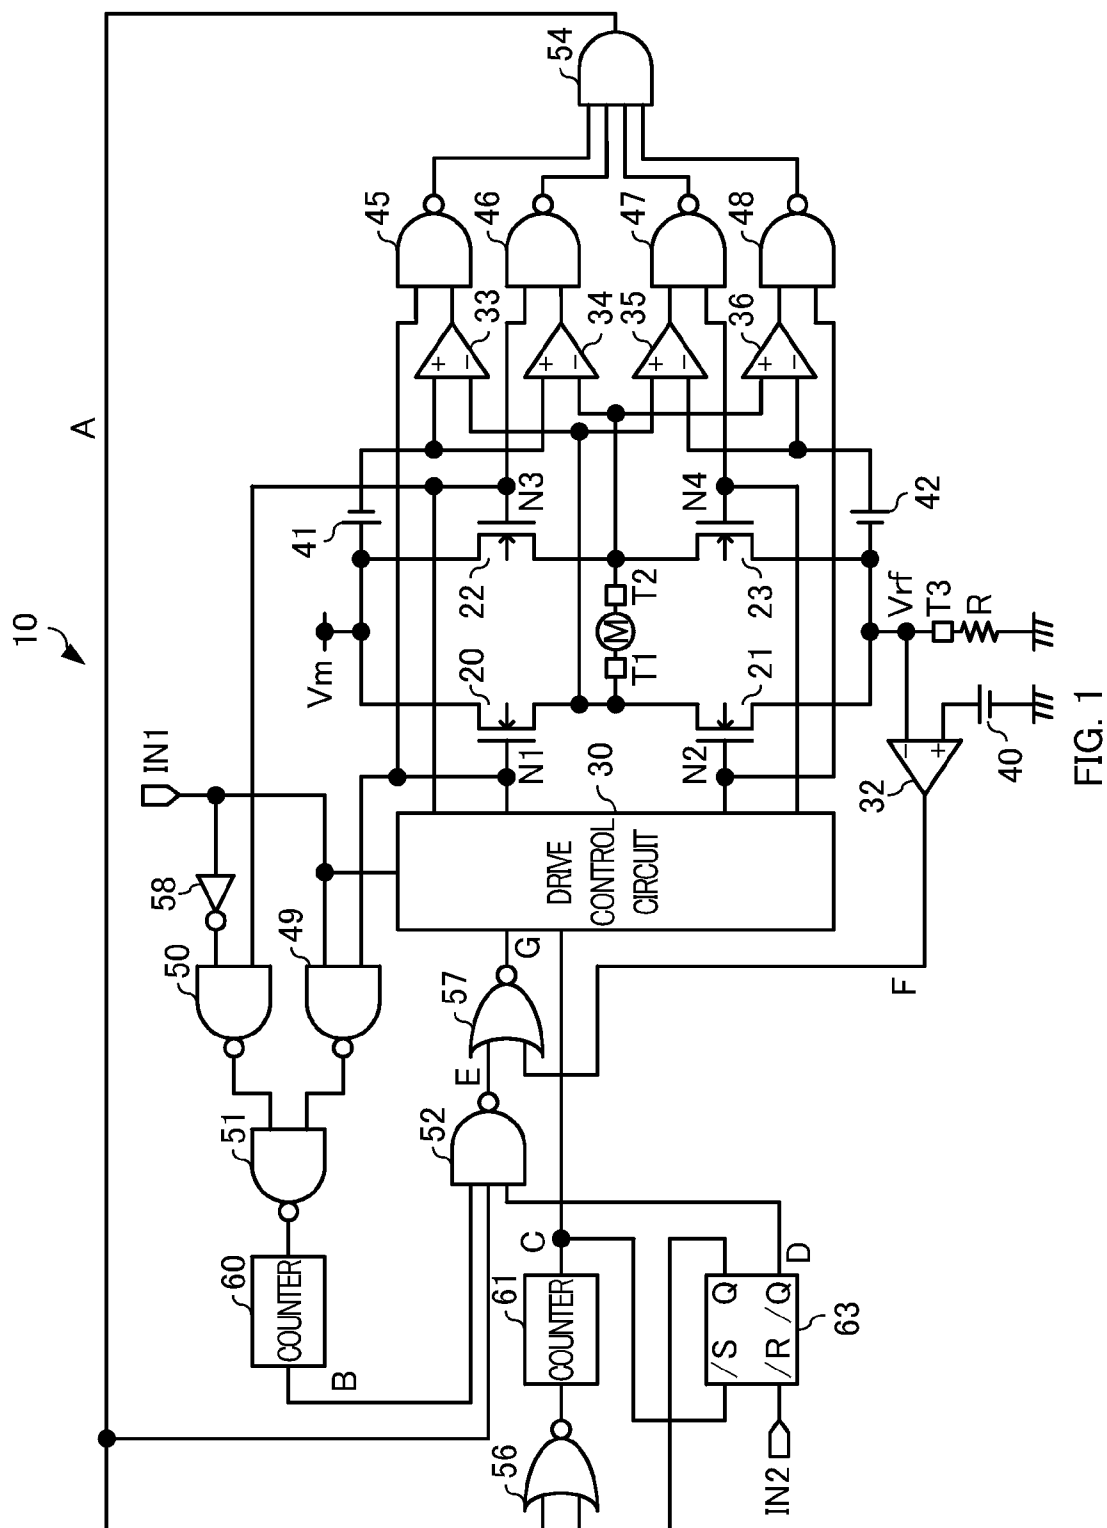 10
A
54
45
46
47
48
33
34
35
36
+
−
+
−
+
−
+
−
41
42
N3
N4
22
23
Vm
Vrf
T2
T3
R
M
T1
20
21
IN1
N1
N2
30
40
32
−
+
DRIVE
CONTROL
CIRCUIT
58
50
49
G
F
57
E
51
52
60
COUNTER
B
C
61
COUNTER
D
/S
Q
/R
/Q
63
56
IN2
FIG. 1